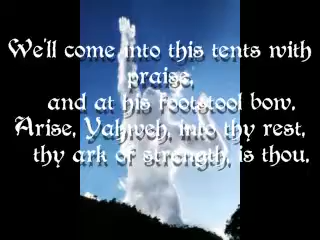 We'll come into this tents with
praise,
and at his footstool bow.
Arise, Yahweh, into thy rest,
thy ark of strength, is thou.